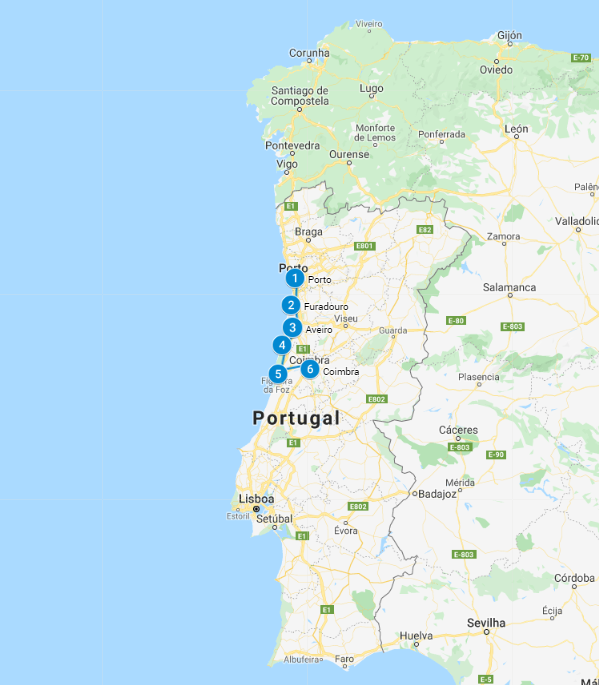 Viveiro
Gijón
Corunha
E-70
Oviedo
Santiago de
Compostela
Lugo
León
Monforte
de Lemos
Ponferrada
Pontevedra
Ourense
Vigo
Palên
E1
Braga
E82
Valladolid
Zamora
E801
Porto
1
Porto
Salamanca
2
Furadouro
E-80
E-803
3
Aveiro
Viseu
Guarda
4
E1
Coimbra
5
6
Coimbra
Plasencia
Figueira
da Foz
E802
Portugal
Cáceres
E1
E-803
E-90
Mérida
Lisboa
Badajoz
Estoril
Setúbal
E802
Évora
E1
E-803
Córdoba
E1
Écija
Sevilha
Huelva
Albufeira
Faro
E-5
Mál